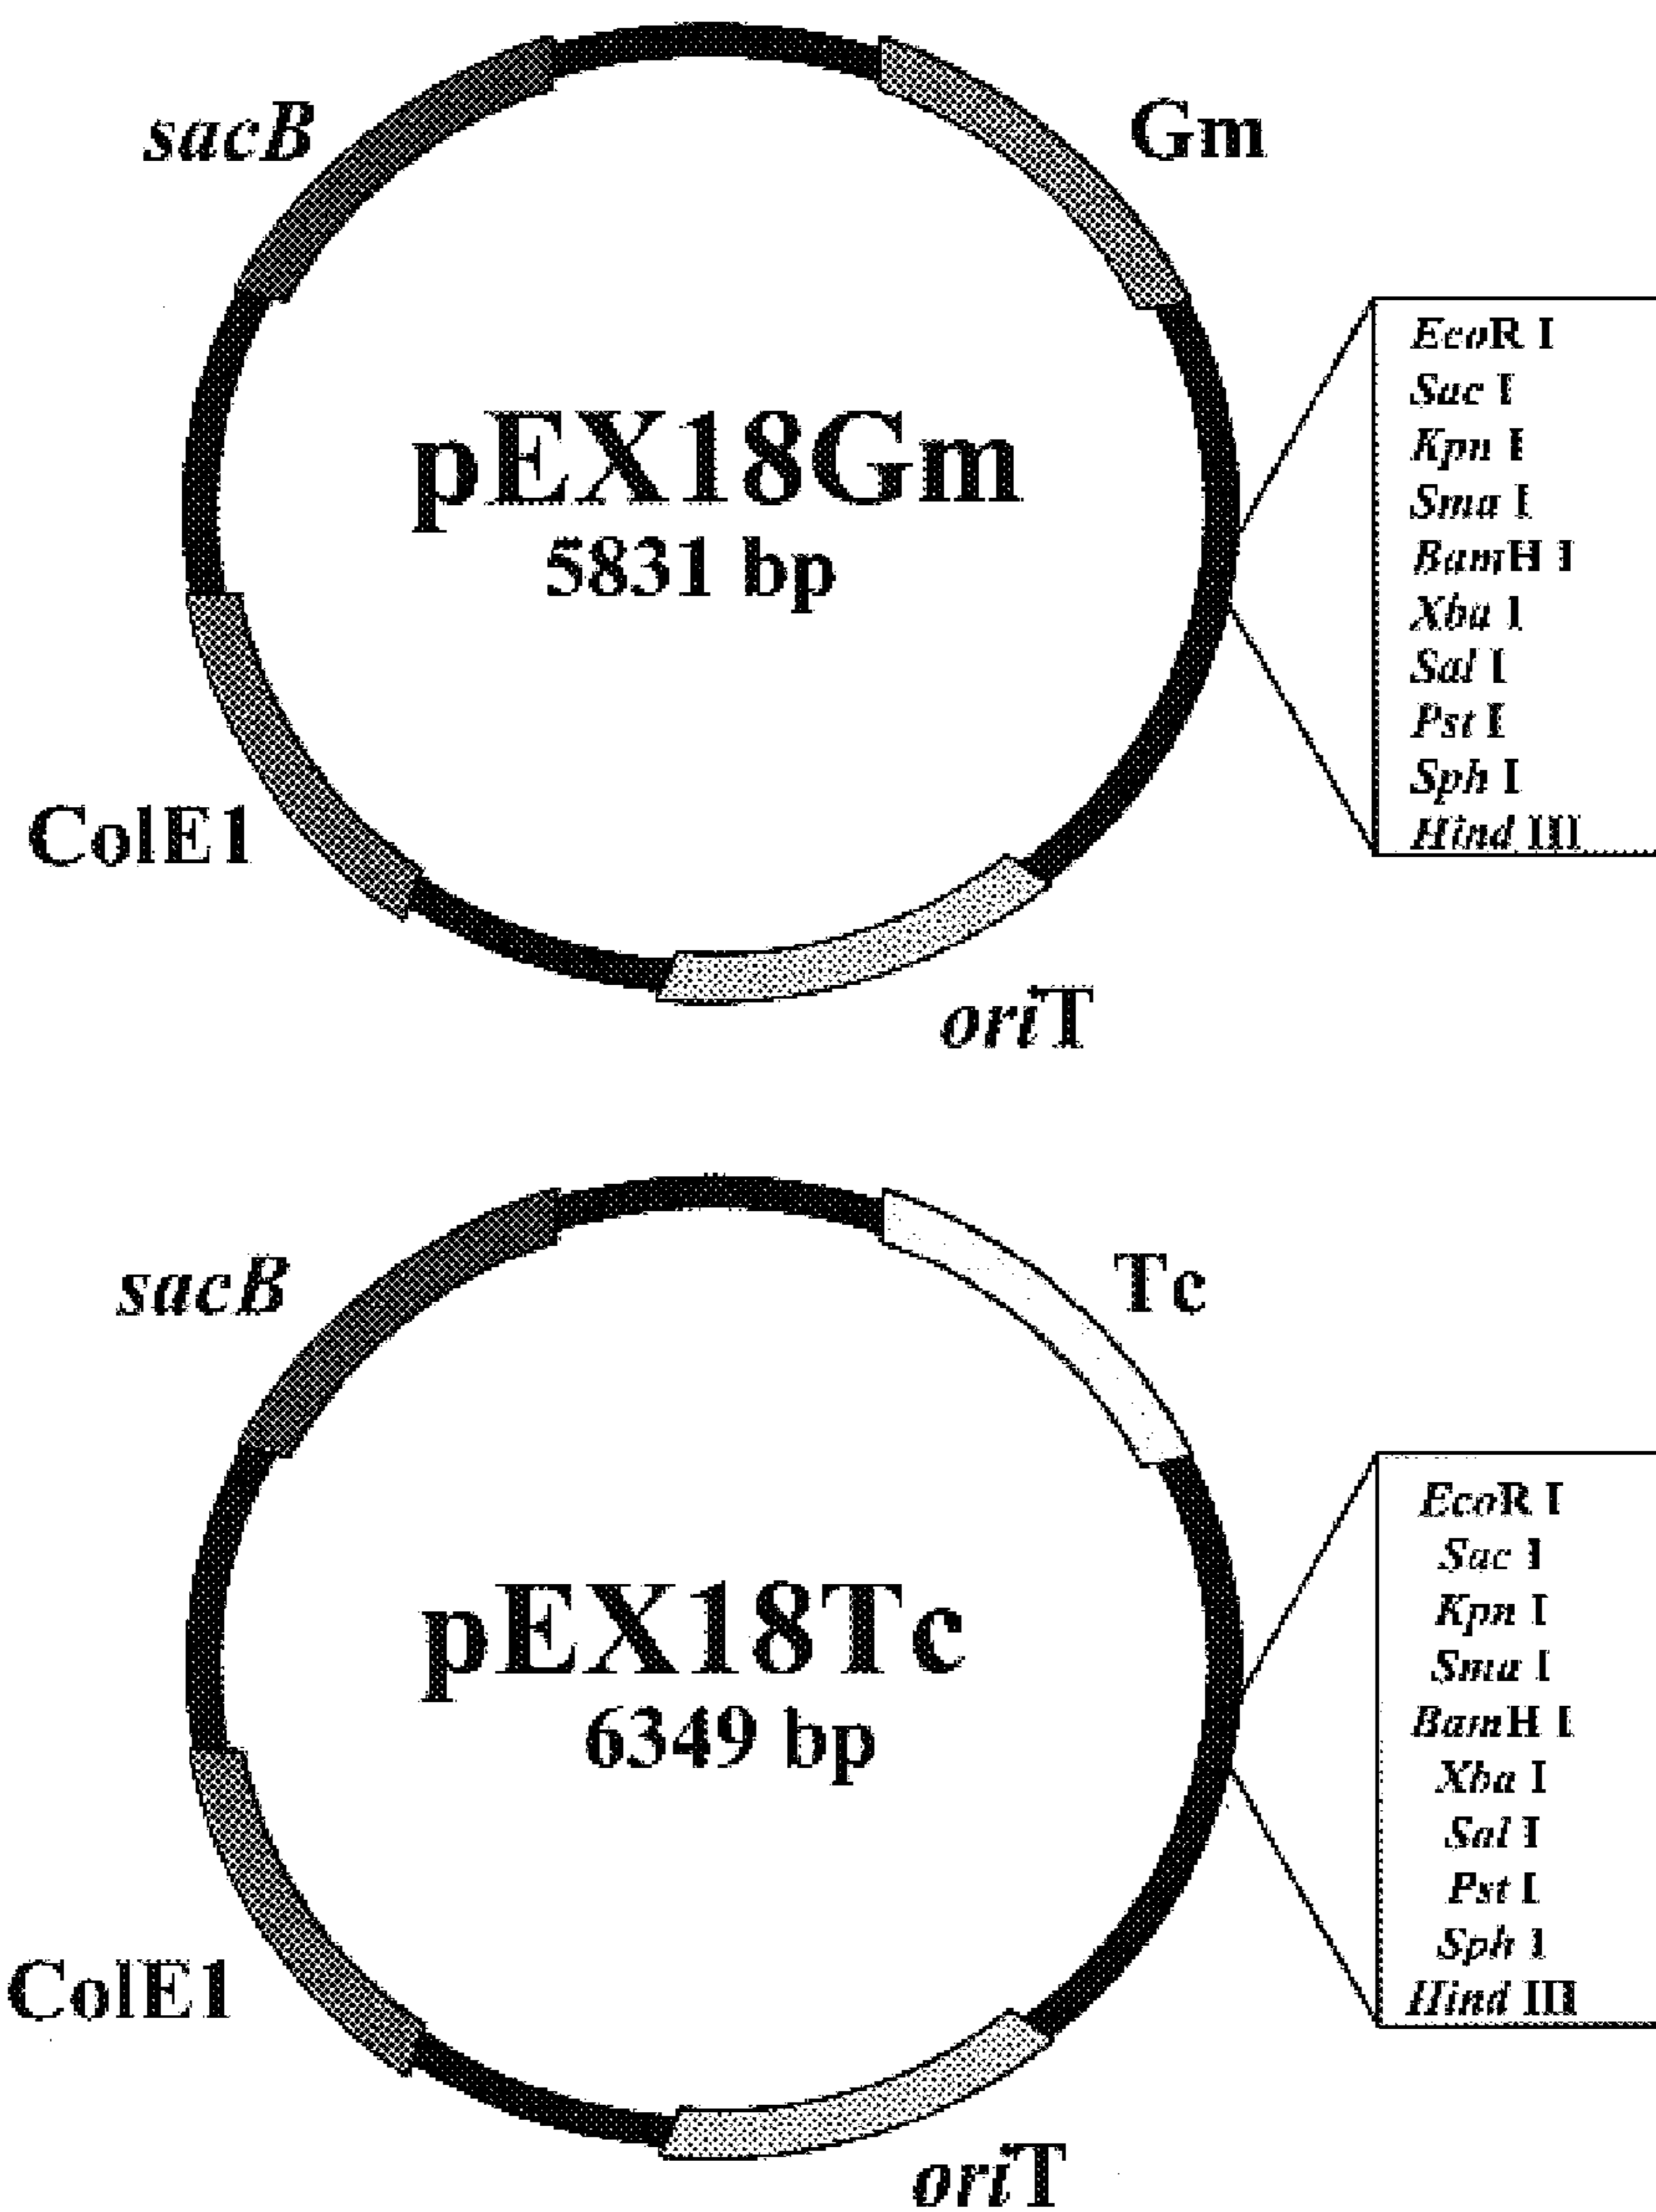 sacB
Gm
pEX18Gm
5831 bp
EcoR I
Sac I
Kpn I
Sma I
BamH I
Xba I
Sal I
Pst I
Sph I
Hind III
ColE1
oriT
sacB
Tc
pEX18Tc
6349 bp
EcoR I
Sac I
Kpn I
Sma I
BamH I
Xba I
Sal I
Pst I
Sph I
Hind III
ColE1
oriT